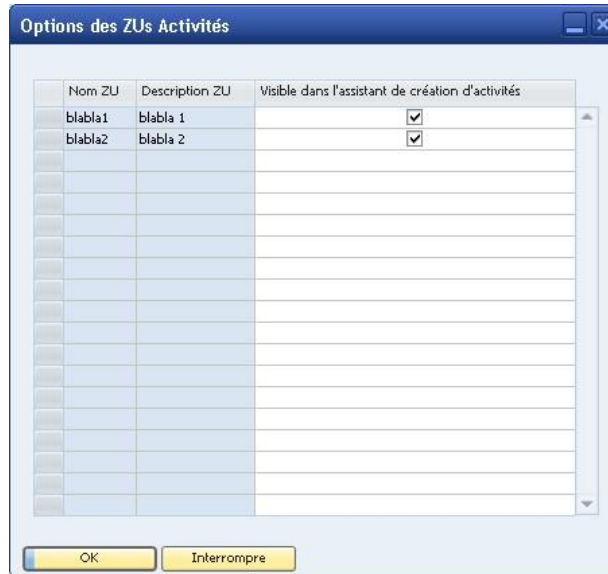 Options des ZUs Activités
Nom ZU Description ZU Visible dans l'assistant de création d'activités
blabla1 blabla 1
blabla2 blabla 2
OK Interrompre